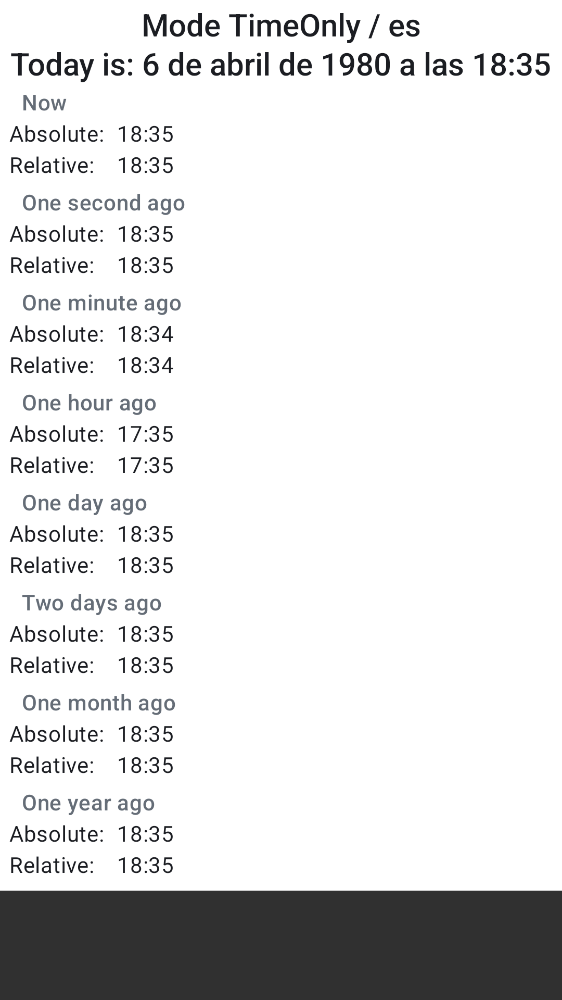 Mode TimeOnly / es
Today is: 6 de abril de 1980 a las 18:35
Now
Absolute: 18:35
Relative: 18:35
One second ago
Absolute: 18:35
Relative: 18:35
One minute ago
Absolute: 18:34
Relative: 18:34
One hour ago
Absolute: 17:35
Relative: 17:35
One day ago
Absolute: 18:35
Relative: 18:35
Two days ago
Absolute: 18:35
Relative: 18:35
One month ago
Absolute: 18:35
Relative: 18:35
One year ago
Absolute: 18:35
Relative: 18:35